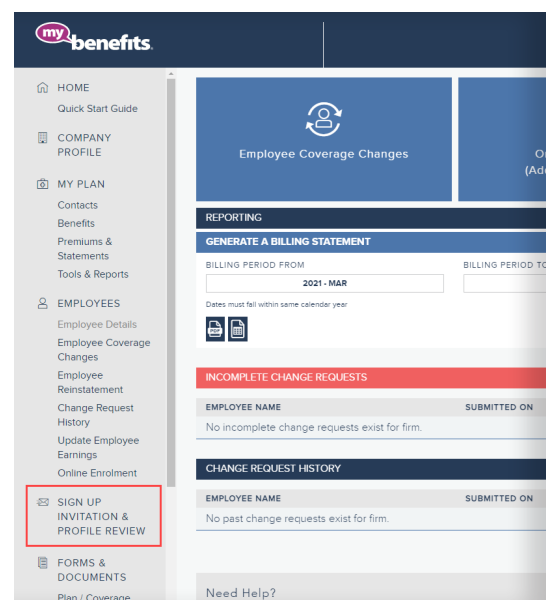 my benefits.
HOME
Quick Start Guide
COMPANY
PROFILE
MY PLAN
Contacts
Benefits
Premiums &
Statements
Tools & Reports
EMPLOYEES
Employee Details
Employee Coverage
Changes
Employee
Reinstatement
Change Request
History
Update Employee
Earnings
Online Enrolment
SIGN UP
INVITATION &
PROFILE REVIEW
FORMS &
DOCUMENTS
Plan / Coverage
Employee Coverage Changes
O
(Add
REPORTING
GENERATE A BILLING STATEMENT
BILLING PERIOD FROM
BILLING PERIOD TO
2021 - MAR
Dates must fall within same calendar year
PDF
INCOMPLETE CHANGE REQUESTS
EMPLOYEE NAME
SUBMITTED ON
No incomplete change requests exist for firm.
CHANGE REQUEST HISTORY
EMPLOYEE NAME
SUBMITTED ON
No past change requests exist for firm.
Need Help?